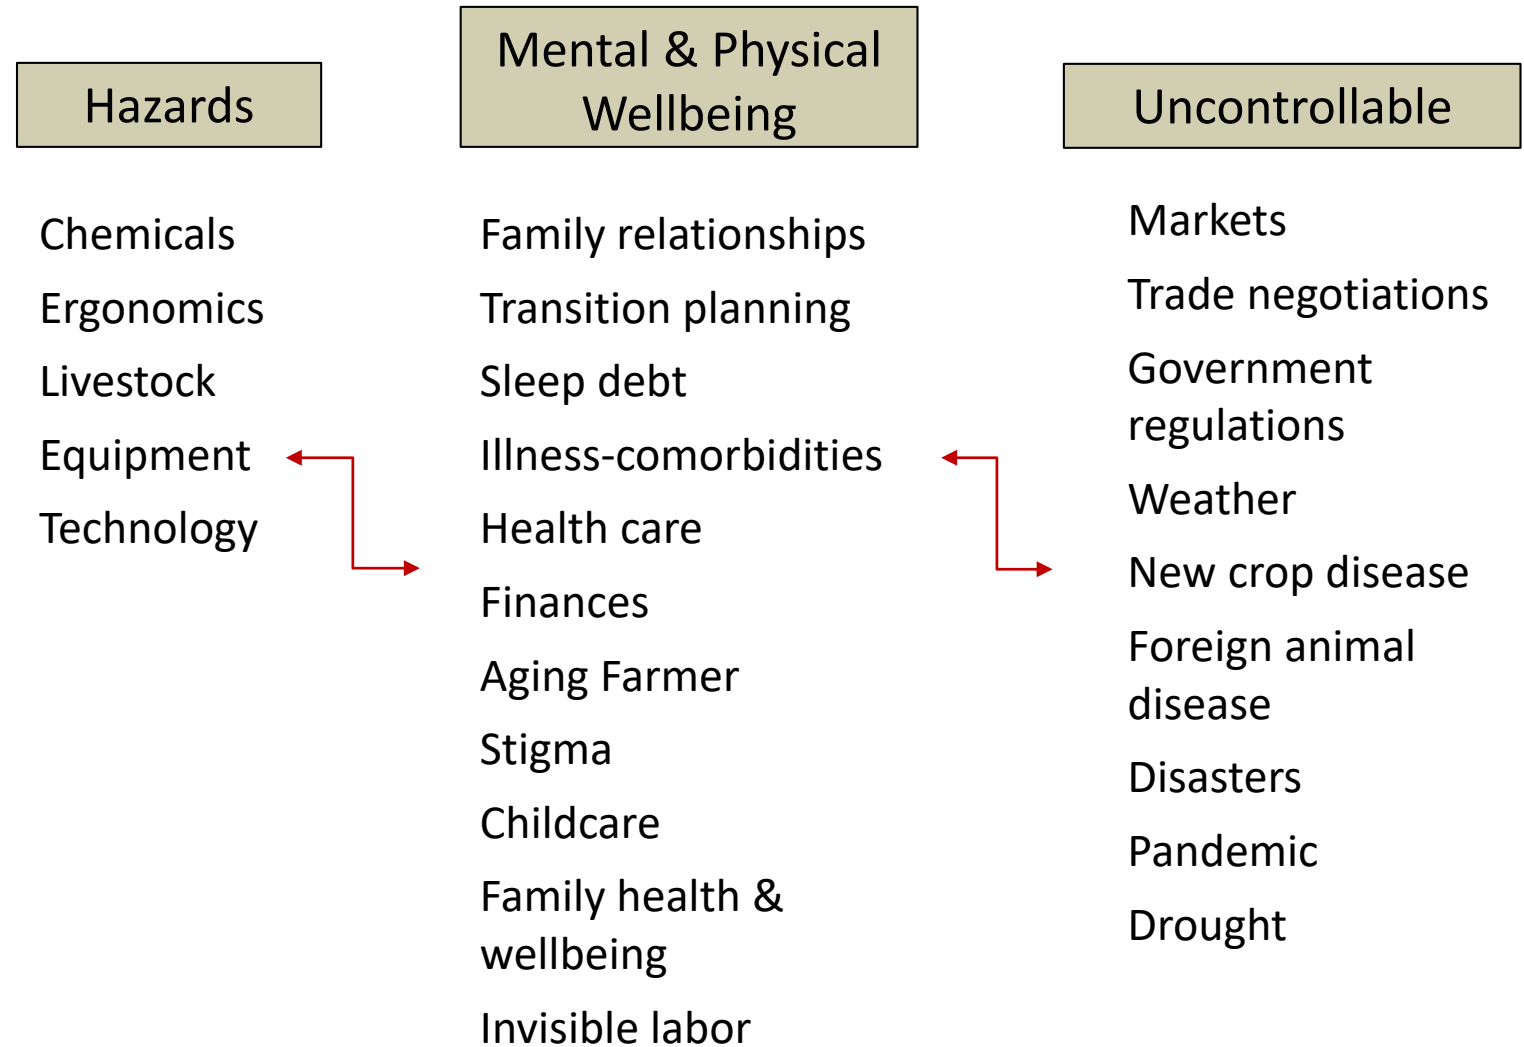 Hazards
Chemicals
Ergonomics
Livestock
Equipment
Technology
Mental & Physical
Wellbeing
Family relationships
Transition planning
Sleep debt
Illness-comorbidities
Health care
Finances
Aging Farmer
Stigma
Childcare
Family health &
wellbeing
Invisible labor
Uncontrollable
Markets
Trade negotiations
Government
regulations
Weather
New crop disease
Foreign animal
disease
Disasters
Pandemic
Drought